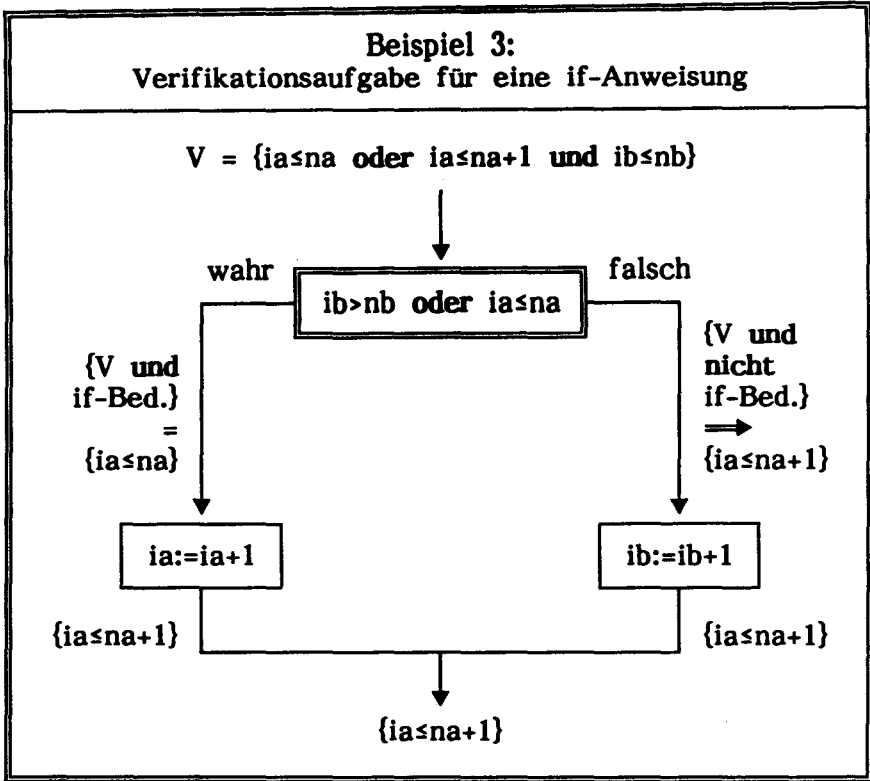 Beispiel 3:
Verifikationsaufgabe für eine if-Anweisung
V = {ia≤na oder ia≤na+1 und ib≤nb}
wahr
falsch
ib>nb oder ia≤na
{V und
if-Bed.}
=
{ia≤na}
{V und
nicht
if-Bed.}
⟹
{ia≤na+1}
ia:=ia+1
ib:=ib+1
{ia≤na+1}
{ia≤na+1}
{ia≤na+1}